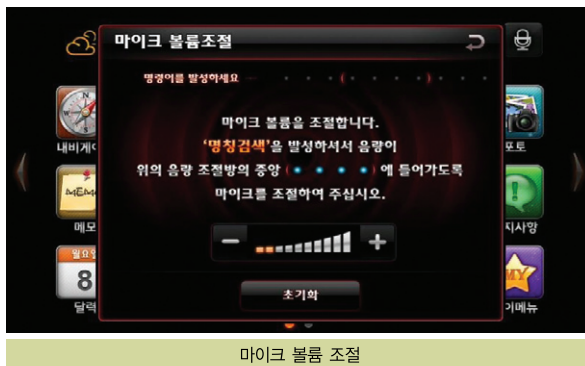 마이크 볼륨조절
명령어를 발성하세요
마이크 볼륨을 조절합니다.
'명칭검색'을 발성하셔서 음량이
위의 음량 조절방의 중앙 ( • • • • ) 에 들어가도록
마이크를 조절하여 주십시오.
− +
초기화
포토
MEMO
메모
지사항
월요일
8
MY
달력
이메뉴
마이크 볼륨 조절